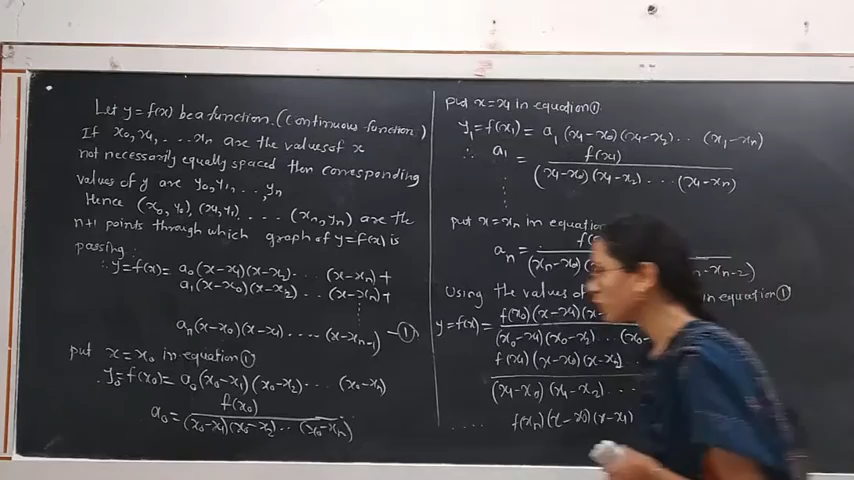 Let y = f(x) be a function. (Continuous function.)
If x₀, x₁, . . . xₙ are the values of x
not necessarily equally spaced then corresponding
values of y are y₀, y₁, . . ., yₙ
Hence (x₀, y₀), (x₁, y₁) . . . . (xₙ, yₙ) are the
n+1 points through which graph of y = f(x) is
passing.
∴ y = f(x) = a₀(x-x₁)(x-x₂). . . . (x-xₙ) +
a₁(x-x₀)(x-x₂). . . (x-xₙ) +
aₙ(x-x₀)(x-x₁) . . . . (x-xₙ₋₁) — ①
put x = x₀ in equation ①
∴ y₀ = f(x₀) = a₀(x₀-x₁)(x₀-x₂). . . . (x₀-xₙ)
a₀ = f(x₀)
(x₀-x₁)(x₀-x₂). . (x₀-xₙ)
put x = x₁ in equation ①
y₁ = f(x₁) = a₁(x₁-x₀)(x₁-x₂). . . (x₁-xₙ)
∴ a₁ = f(x₁)
(x₁-x₀)(x₁-x₂). . . . (x₁-xₙ)
put x = xₙ in equation
aₙ =
(xₙ-x₀)
Using the values of in equation ①
y = f(x) = f(x₀)(x-x₁)
(x₀-x₁)(x₀-x₂). . .
f(x₁)(x-x₀)(x-x₂)
(x₁-x₀)(x₁-x₂) . . .
. . . . f(xₙ)(x-x₀)(x-x₁)